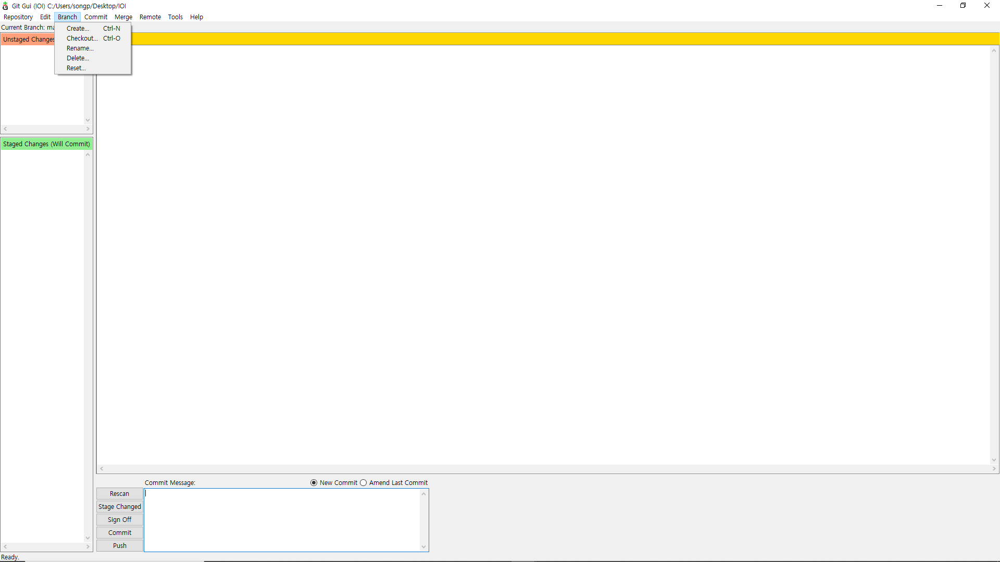 Git Gui (IOI) C:/Users/songp/Desktop/IOI
Repository Edit Branch Commit Merge Remote Tools Help
Current Branch: ma
Create... Ctrl-N
Checkout... Ctrl-O
Rename...
Delete...
Reset...
Unstaged Changes
Staged Changes (Will Commit)
Commit Message: New Commit Amend Last Commit
Rescan
Stage Changed
Sign Off
Commit
Push
Ready.